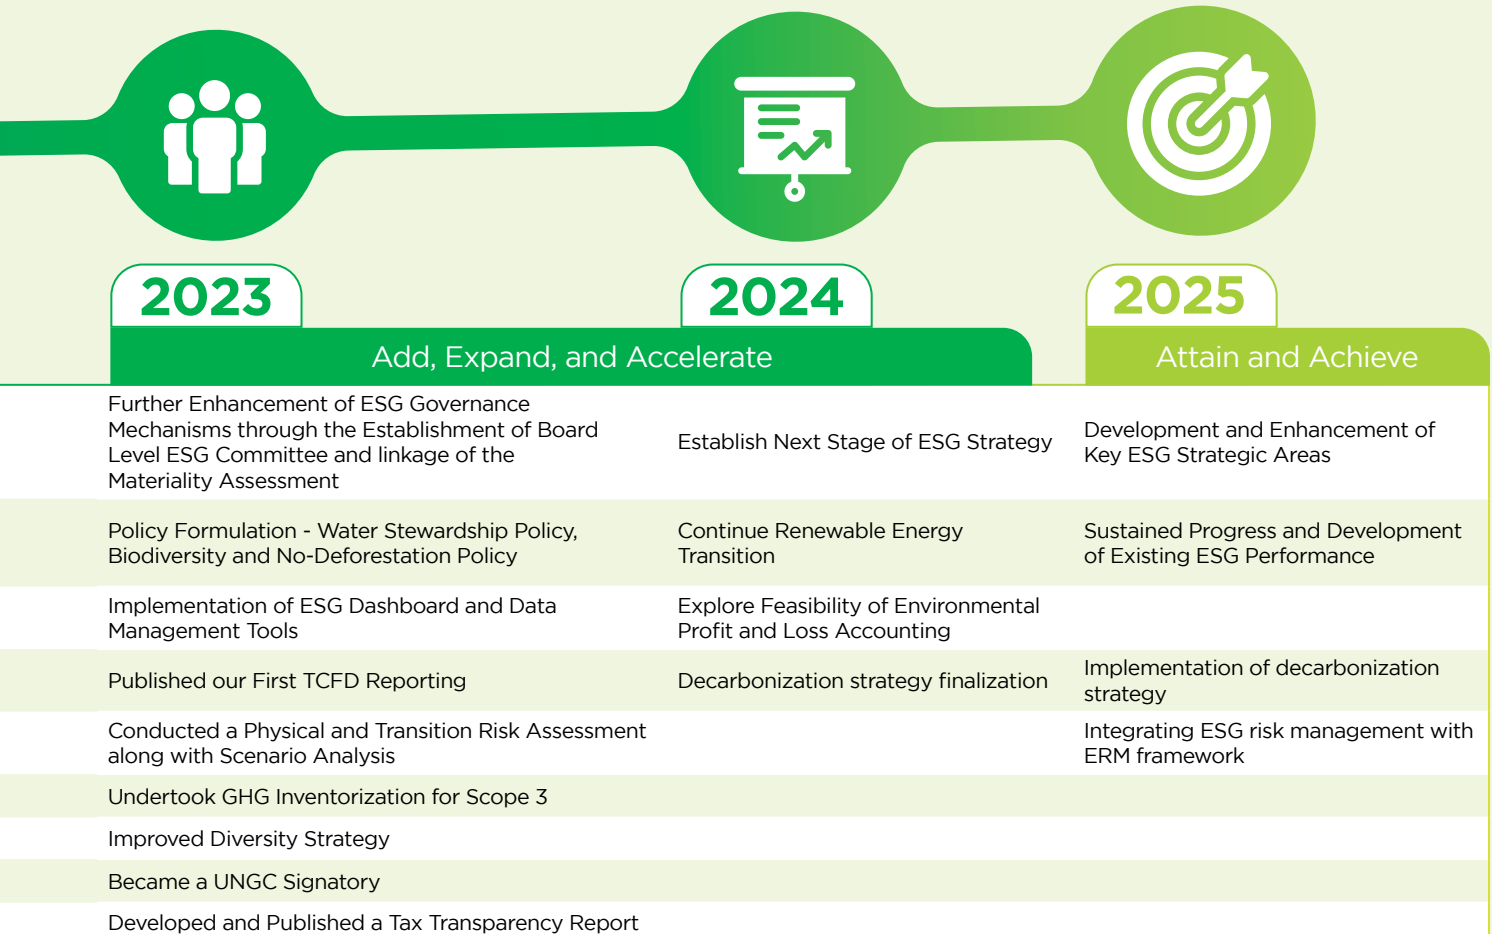 2023
2024
2025
Add, Expand, and Accelerate
Attain and Achieve
Further Enhancement of ESG Governance
Mechanisms through the Establishment of Board
Level ESG Committee and linkage of the
Materiality Assessment
Establish Next Stage of ESG Strategy
Development and Enhancement of
Key ESG Strategic Areas
Policy Formulation - Water Stewardship Policy,
Biodiversity and No-Deforestation Policy
Continue Renewable Energy
Transition
Sustained Progress and Development
of Existing ESG Performance
Implementation of ESG Dashboard and Data
Management Tools
Explore Feasibility of Environmental
Profit and Loss Accounting
Published our First TCFD Reporting
Decarbonization strategy finalization
Implementation of decarbonization
strategy
Conducted a Physical and Transition Risk Assessment
along with Scenario Analysis
Integrating ESG risk management with
ERM framework
Undertook GHG Inventorization for Scope 3
Improved Diversity Strategy
Became a UNGC Signatory
Developed and Published a Tax Transparency Report